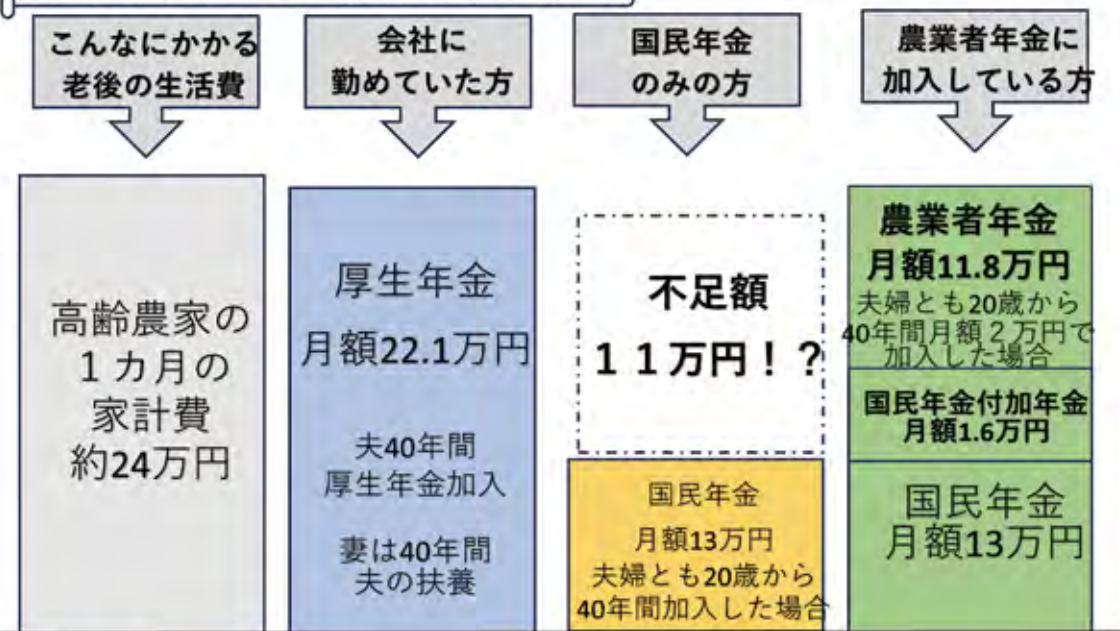 こんなにかかる
老後の生活費
会社に
勤めていた方
国民年金
のみの方
農業者年金に
加入している方
高齢農家の
１カ月の
家計費
約24万円
厚生年金
月額22.1万円
夫40年間
厚生年金加入
妻は40年間
夫の扶養
不足額
１１万円！？
国民年金
月額13万円
夫婦とも20歳から
40年間加入した場合
農業者年金
月額11.8万円
夫婦とも20歳から
40年間月額２万円で
加入した場合
国民年金付加年金
月額1.6万円
国民年金
月額13万円